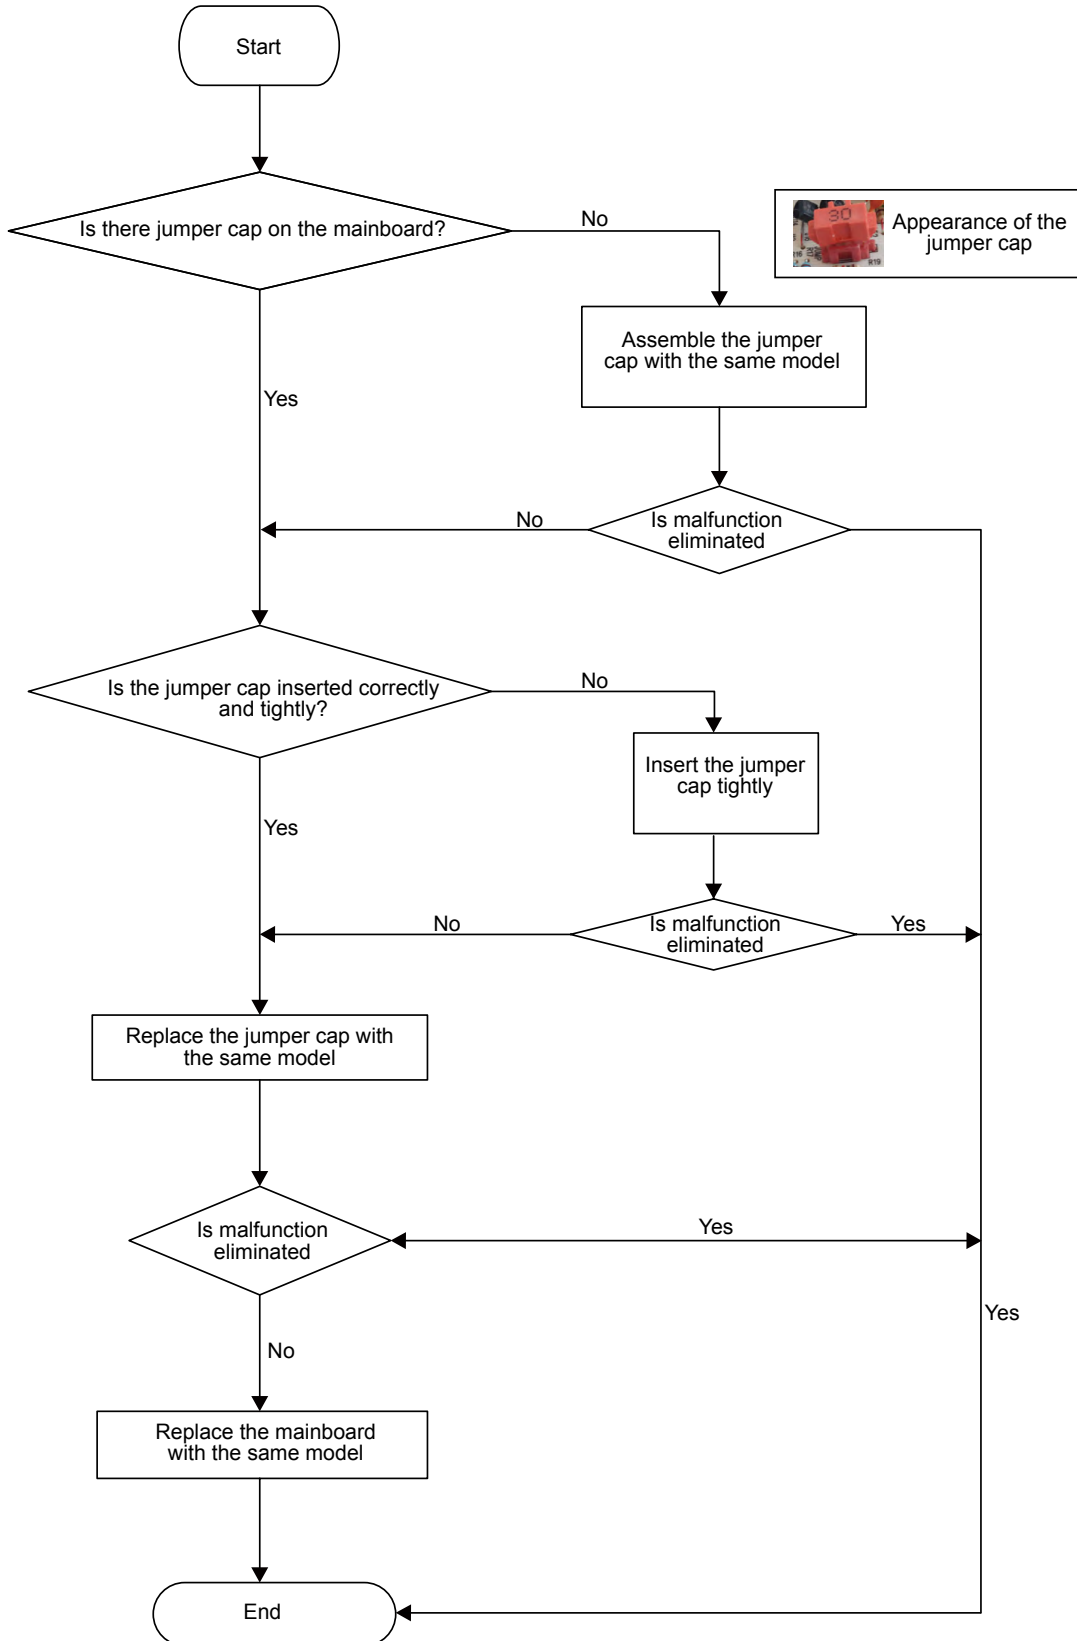 Start
Is there jumper cap on the mainboard?
No
30
R19
Appearance of the
jumper cap
Assemble the jumper
cap with the same model
Yes
No
Is malfunction
eliminated
Is the jumper cap inserted correctly
and tightly?
No
Insert the jumper
cap tightly
Yes
No
Is malfunction
eliminated
Yes
Replace the jumper cap with
the same model
Is malfunction
eliminated
Yes
Yes
No
Replace the mainboard
with the same model
End